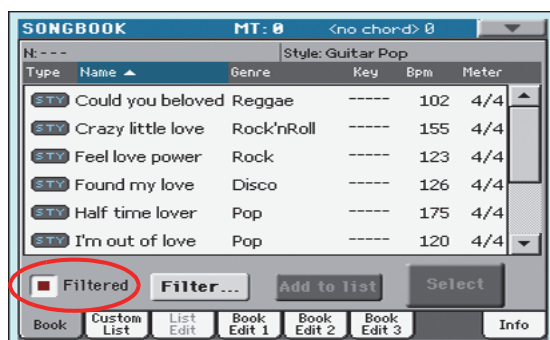 SONGBOOK MT: 0 <no chord> 0
N: --- Style: Guitar Pop
Type Name Genre Key Bpm Meter
STY Could you beloved Reggae ----- 102 4/4
STY Crazy little love Rock'nRoll ----- 155 4/4
STY Feel love power Rock ----- 123 4/4
STY Found my love Disco ----- 126 4/4
STY Half time lover Pop ----- 175 4/4
STY I'm out of love Pop ----- 120 4/4
Filtered Filter... Add to list Select
Book Custom List List Edit Book Edit 1 Book Edit 2 Book Edit 3 Info